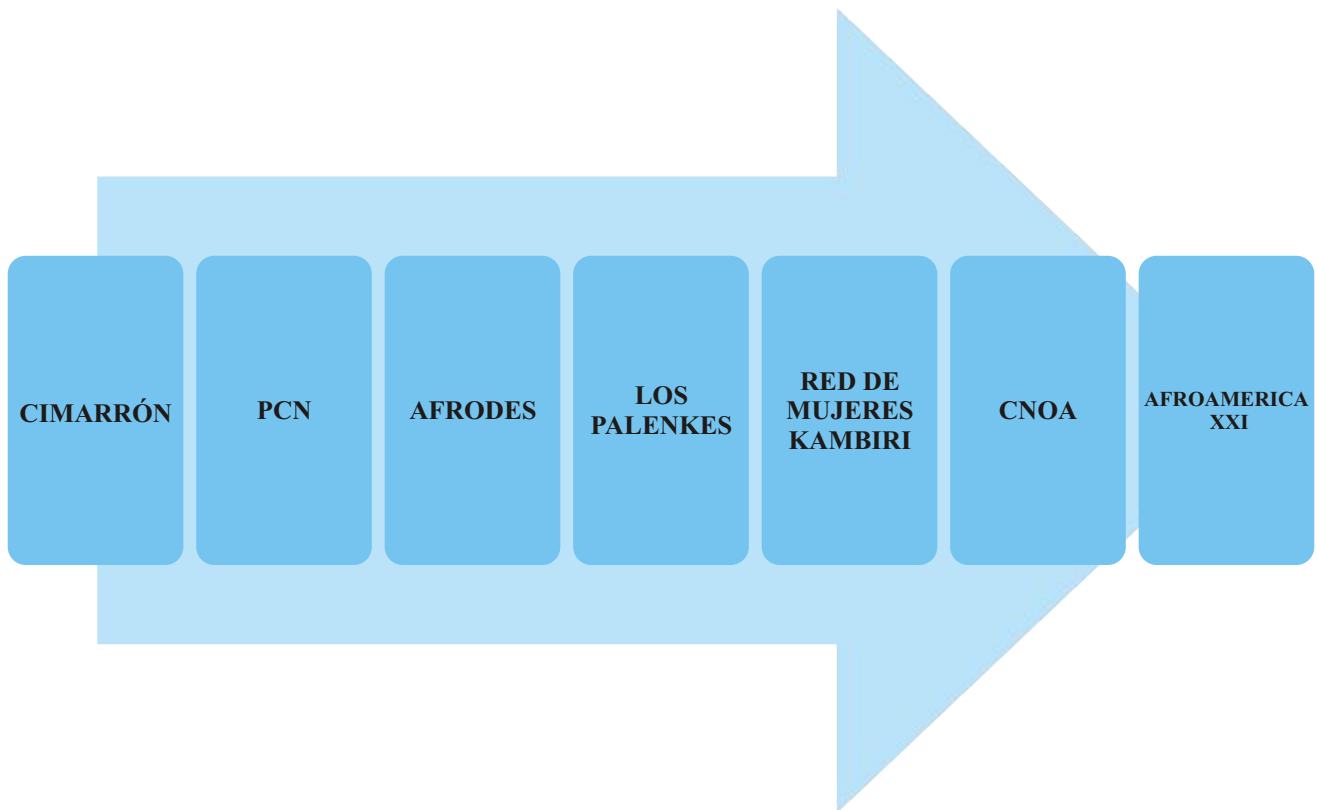 CIMARRÓN
PCN
AFRODES
LOS
PALENKES
RED DE
MUJERES
KAMBIRI
CNOA
AFROAMERICA
XXI